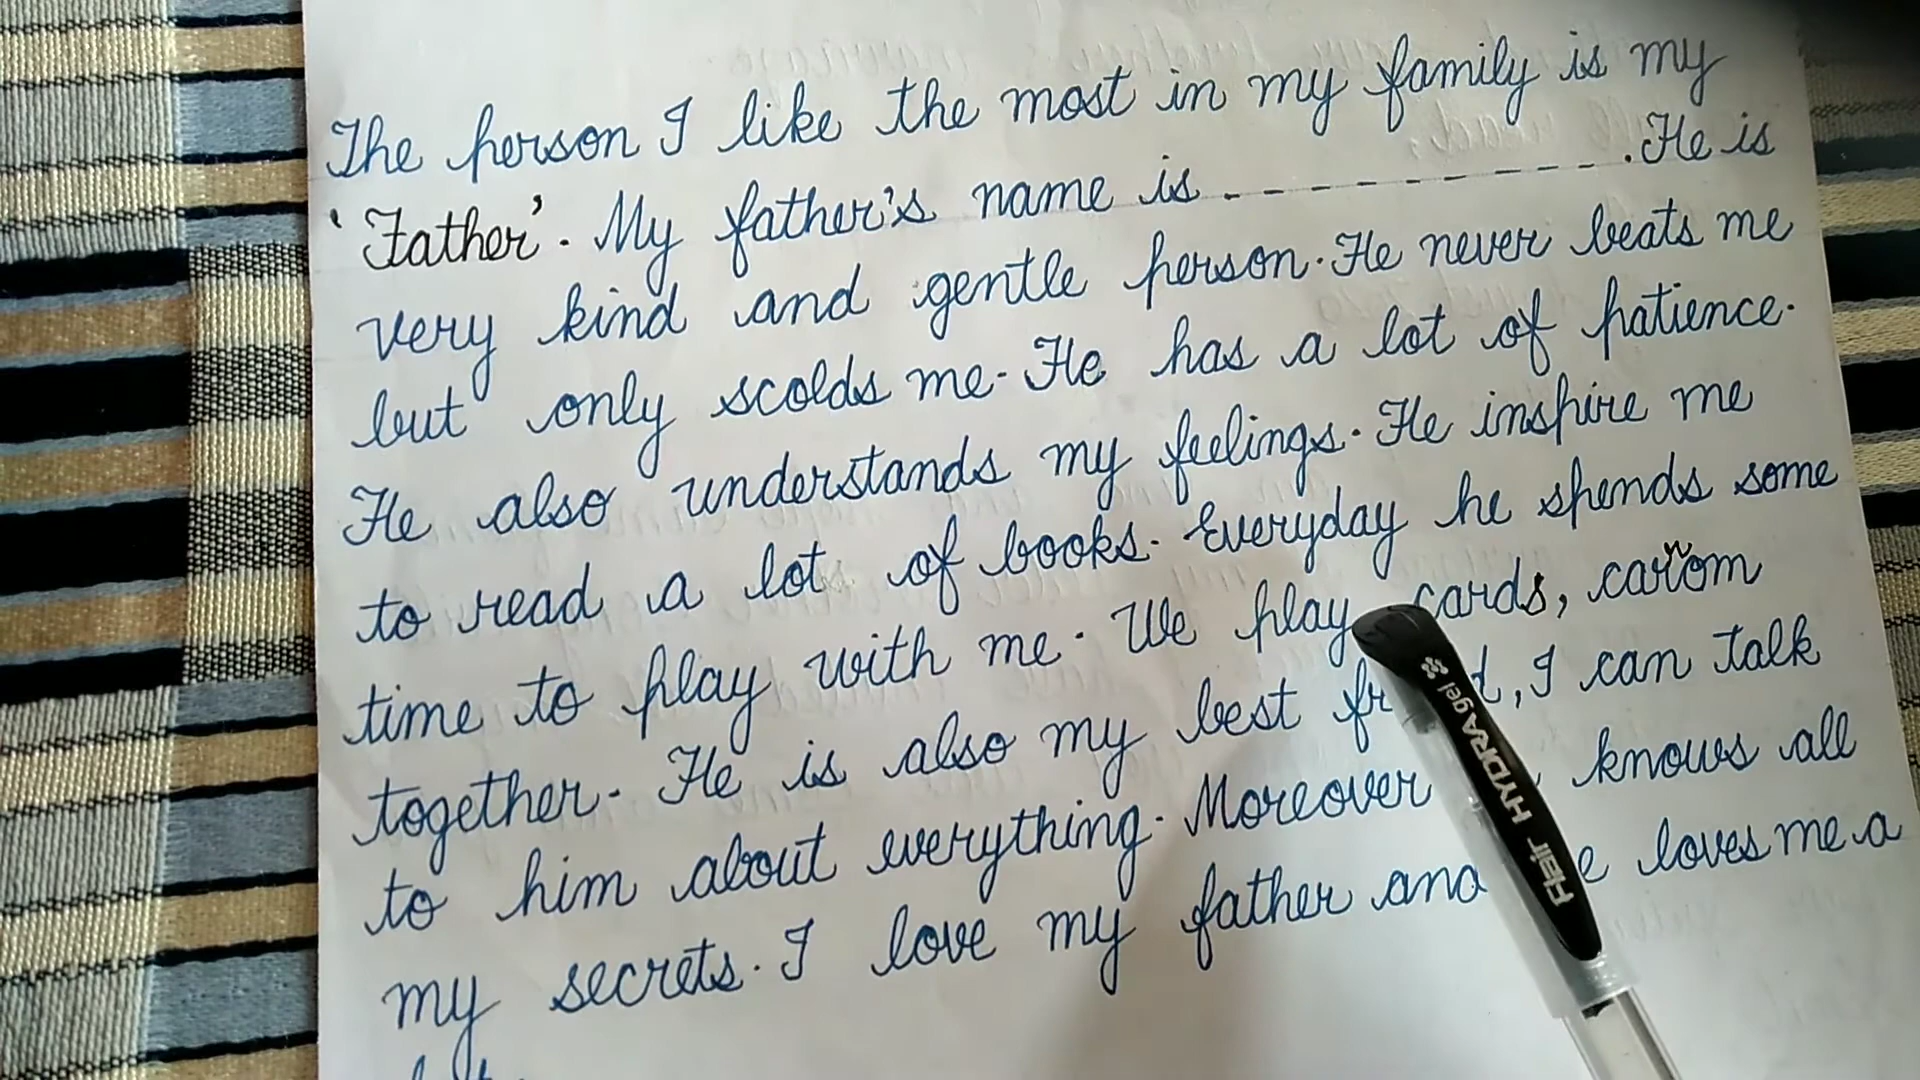 The person I like the most in my family is my
'Father'. My father's name is - - - - - - - - - - . He is
very kind and gentle person. He never beats me
but only scolds me. He has a lot of patience.
He also understands my feelings. He inspire me
to read a lot of books. Everyday he spends some
time to play with me. We play cards, carrom
together. He is also my best , I can talk
to him about everything. Moreover knows all
my secrets. I love my father and loves me a
Flair HYDRA gel